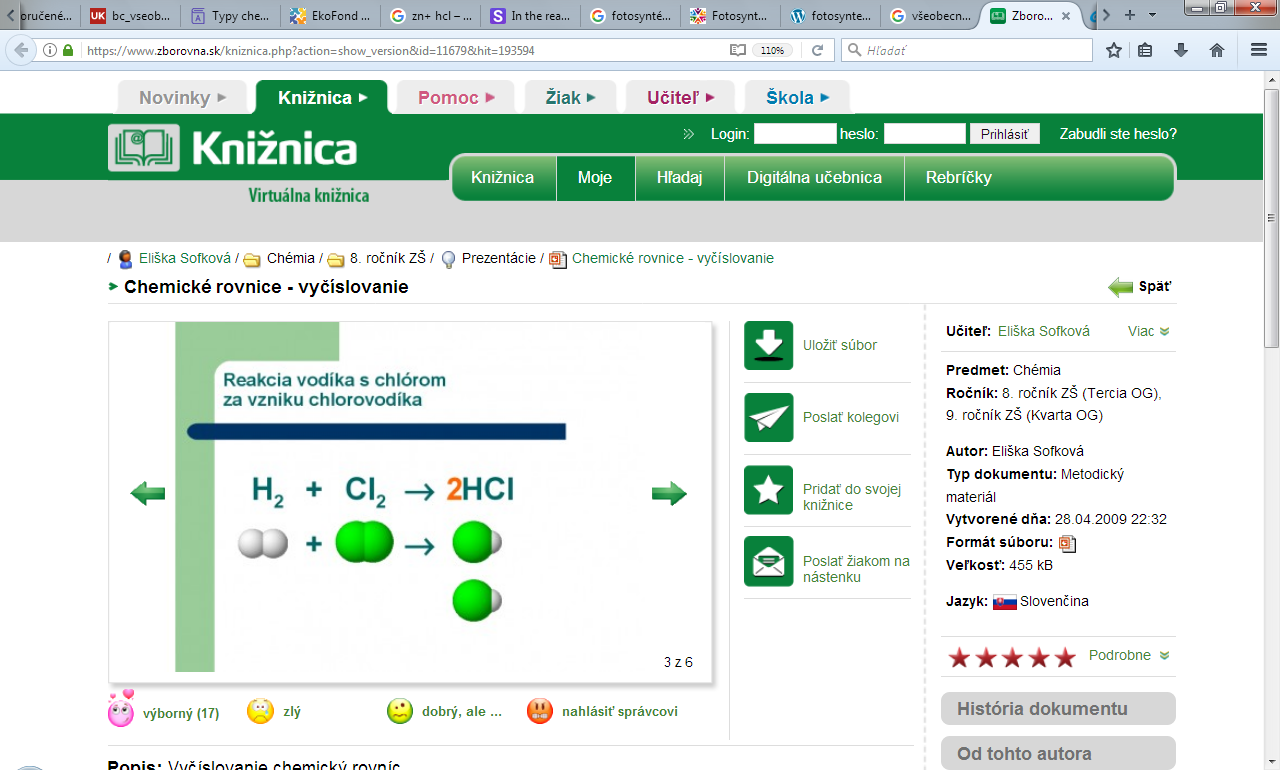 oručené...
UK bc_vseob...
Typy che...
EkoFond ...
zn+ hcl – ...
S In the rea...
fotosynté...
Fotosynt...
fotosynte...
všeobecn...
Zboro...
https://www.zborovna.sk/kniznica.php?action=show_version&id=11679&hit=193594
110%
Hľadať
Novinky
Knižnica
Pomoc
Žiak
Učiteľ
Škola
Knižnica
Virtuálna knižnica
Login:
heslo:
Prihlásiť
Zabudli ste heslo?
Knižnica
Moje
Hľadaj
Digitálna učebnica
Rebríčky
/ Eliška Sofková / Chémia / 8. ročník ZŠ / Prezentácie / Chemické rovnice - vyčíslovanie
Chemické rovnice - vyčíslovanie
Späť
Reakcia vodíka s chlórom
za vzniku chlorovodíka
H2 + Cl2 → 2HCl
+ →
3 z 6
výborný (17)
zlý
dobrý, ale ...
nahlásiť správcovi
Popis: Vyčíslovanie chemický rovníc
Uložiť súbor
Poslať kolegovi
Pridať do svojej
knižnice
Poslať žiakom na
nástenku
Učiteľ: Eliška Sofková
Viac
Predmet: Chémia
Ročník: 8. ročník ZŠ (Tercia OG),
9. ročník ZŠ (Kvarta OG)
Autor: Eliška Sofková
Typ dokumentu: Metodický
materiál
Vytvorené dňa: 28.04.2009 22:32
Formát súboru:
Veľkosť: 455 kB
Jazyk: Slovenčina
Podrobne
História dokumentu
Od tohto autora